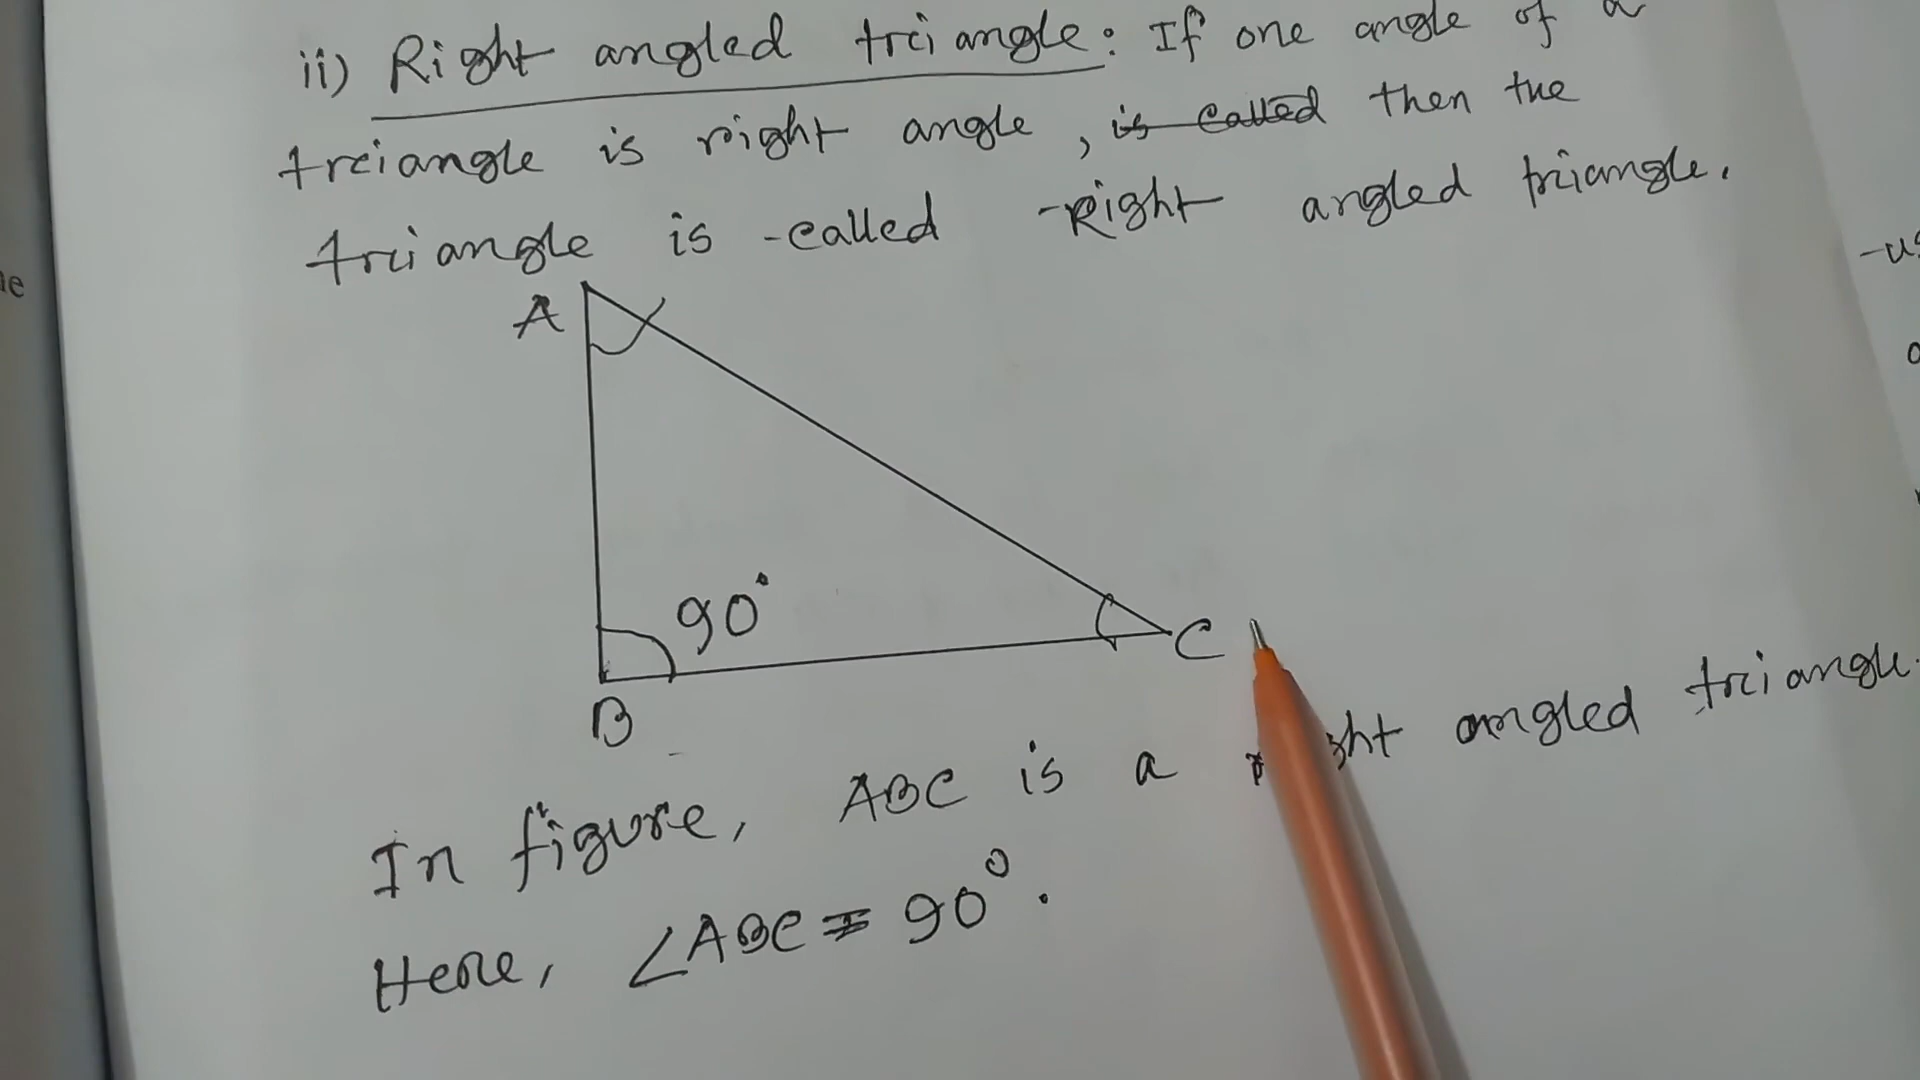 ii) Right angled triangle: If one angle of a
triangle is right angle, is called then the
triangle is called Right angled triangle.
A
90°
C
B
In figure, ABC is a right angled triangle.
Here, ∠ABC = 90°.